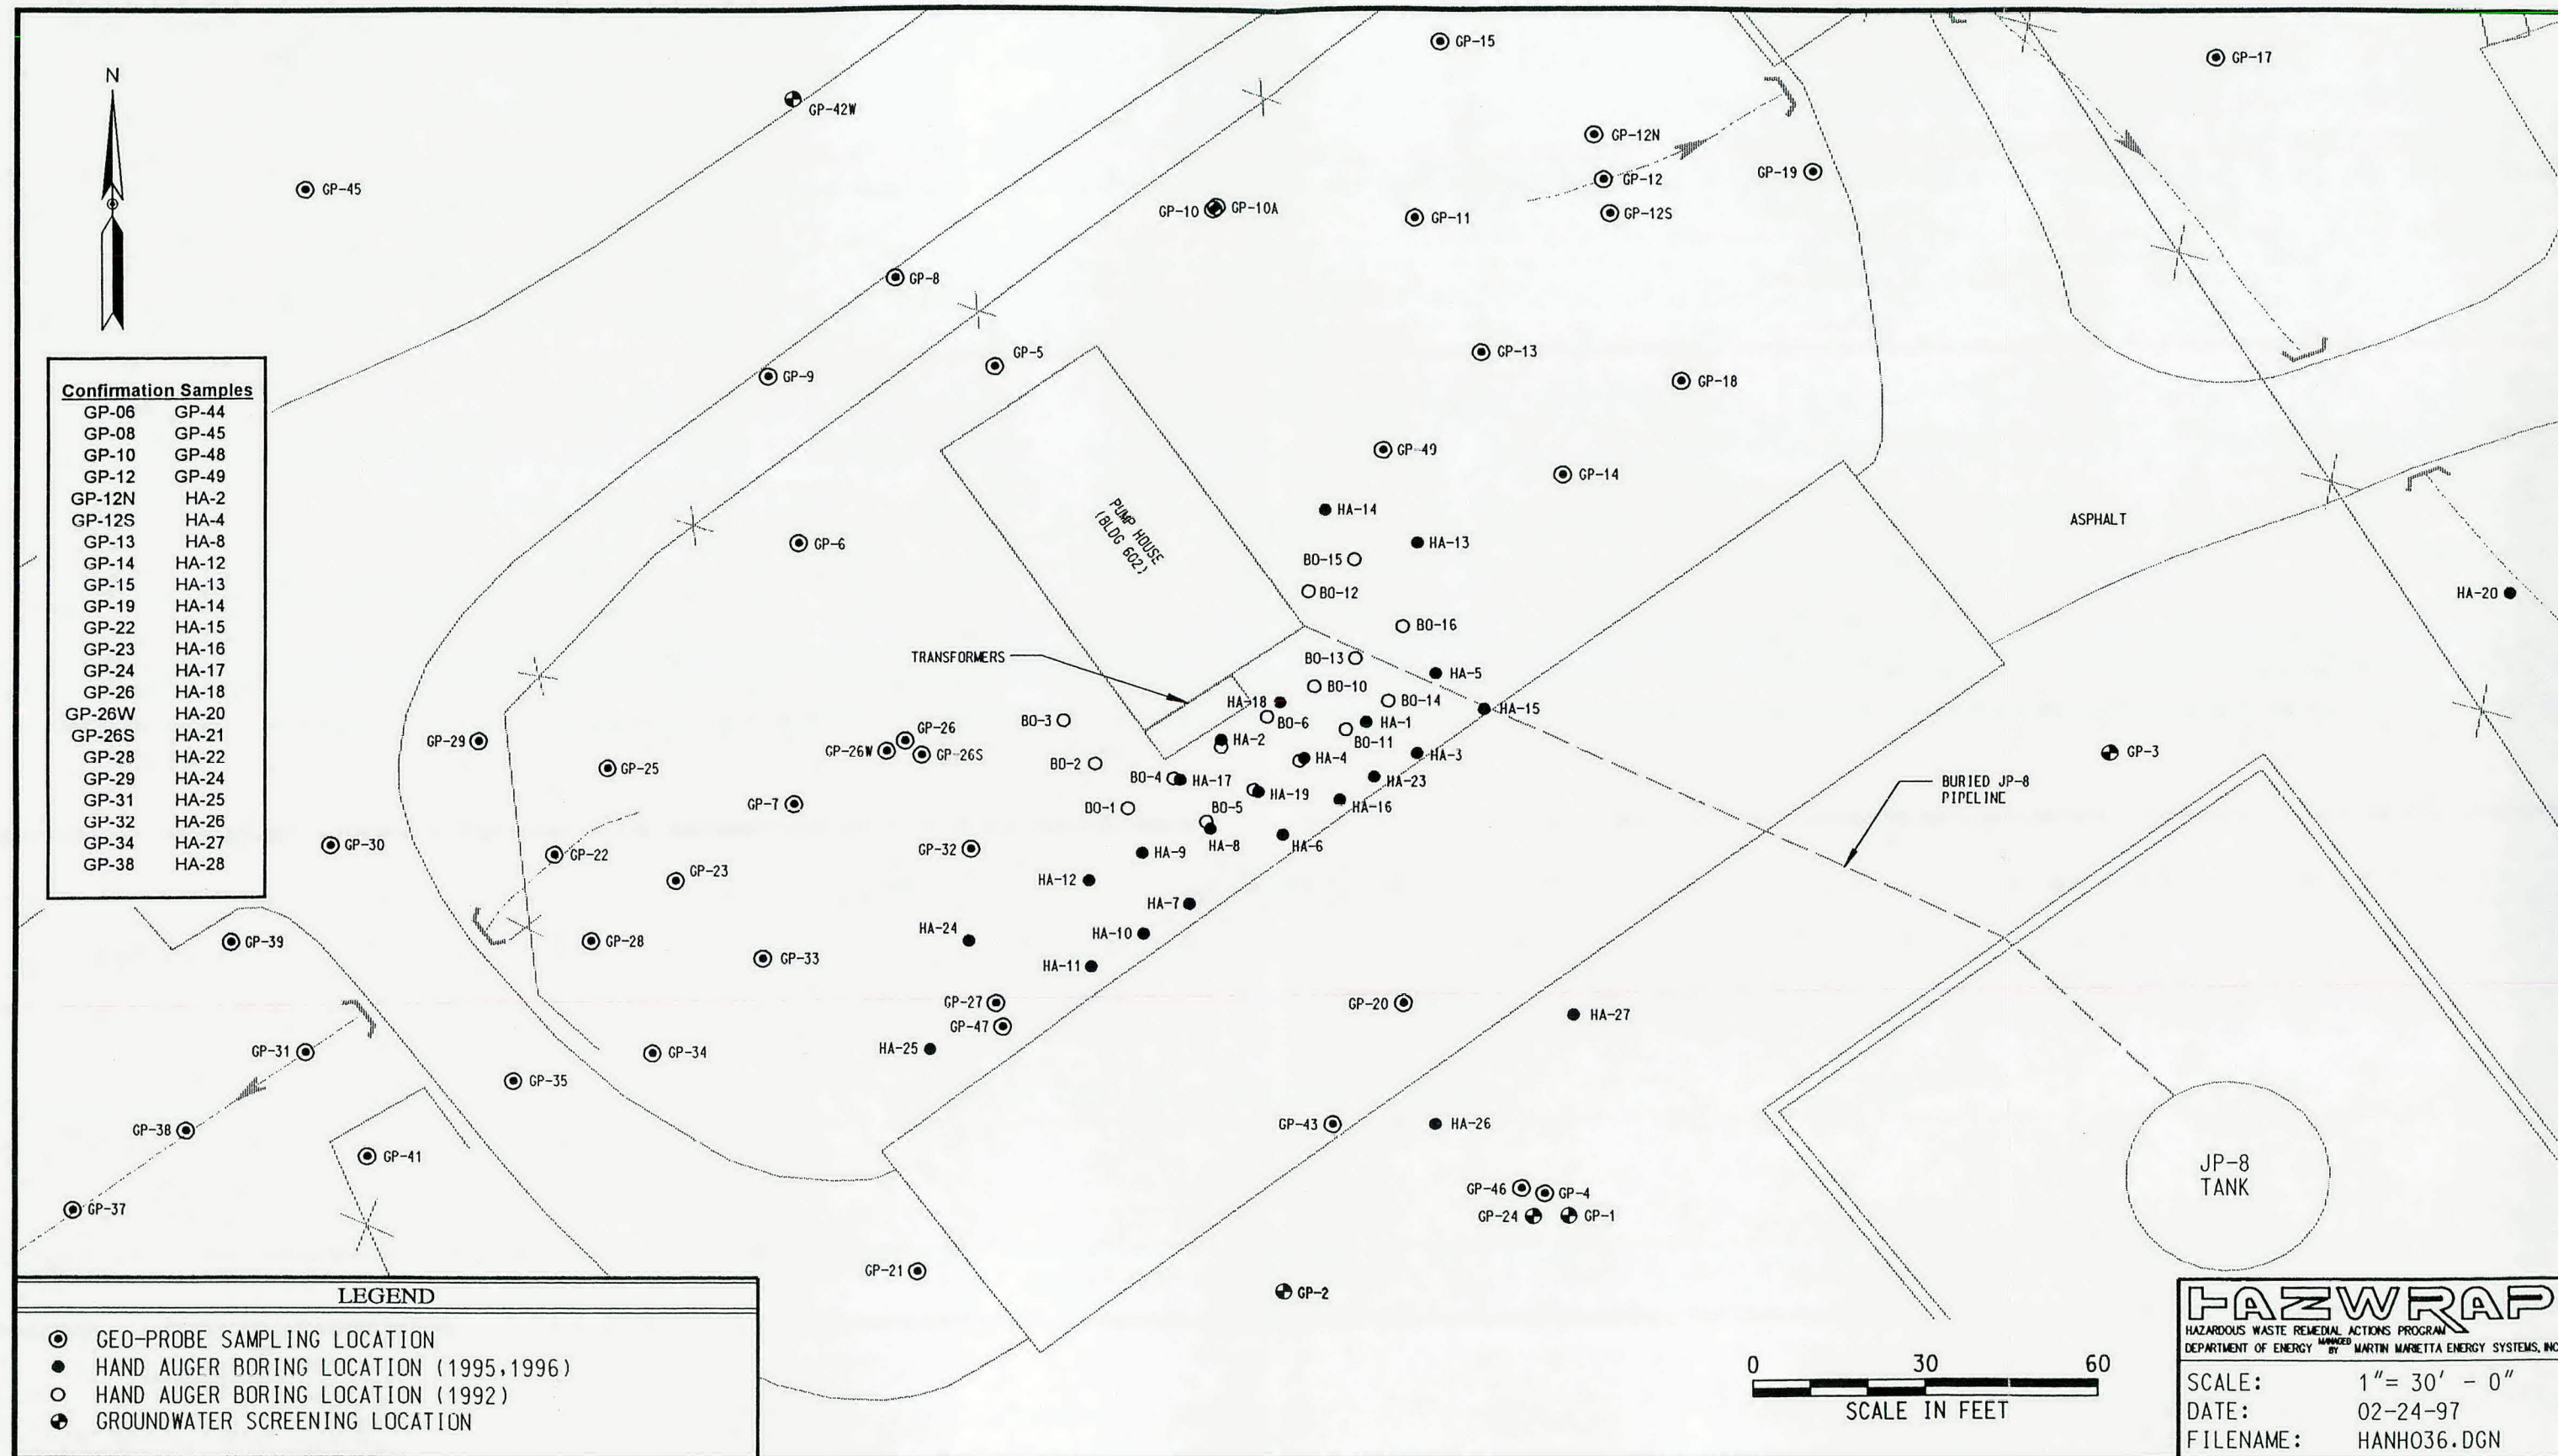 GP-15
GP-17
N
GP-42W
GP-12N
GP-45
GP-12
GP-19
GP-10
GP-10A
GP-11
GP-12S
GP-8
GP-5
GP-13
GP-9
GP-18
Confirmation Samples
GP-06 GP-44
GP-08 GP-45
GP-10 GP-48
GP-12 GP-49
GP-12N HA-2
GP-12S HA-4
GP-13 HA-8
GP-14 HA-12
GP-15 HA-13
GP-19 HA-14
GP-22 HA-15
GP-23 HA-16
GP-24 HA-17
GP-26 HA-18
GP-26W HA-20
GP-26S HA-21
GP-28 HA-22
GP-29 HA-24
GP-31 HA-25
GP-32 HA-26
GP-34 HA-27
GP-38 HA-28
GP-49
GP-14
HA-14
PUMP HOUSE
(BLDG 602)
ASPHALT
GP-6
HA-13
BO-15
BO-12
HA-20
BO-16
TRANSFORMERS
BO-13
HA-5
BO-10
HA-18
BO-14
HA-15
BO-3
BO-6
HA-1
GP-26
GP-29
HA-2
BO-11
GP-26W
GP-26S
HA-4
HA-3
GP-3
BO-2
GP-25
BO-4
HA-17
HA-23
BURIED JP-8
PIPELINE
HA-19
GP-7
BO-1
BO-5
HA-16
GP-30
HA-8
HA-6
GP-32
HA-9
GP-22
GP-23
HA-12
HA-7
HA-24
HA-10
GP-39
GP-28
GP-33
HA-11
GP-27
GP-20
HA-27
GP-47
GP-31
HA-25
GP-34
GP-35
GP-38
GP-43
HA-26
GP-41
JP-8
TANK
GP-46
GP-4
GP-37
GP-24
GP-1
GP-21
GP-2
LEGEND
GEO-PROBE SAMPLING LOCATION
HAND AUGER BORING LOCATION (1995,1996)
HAND AUGER BORING LOCATION (1992)
GROUNDWATER SCREENING LOCATION
0 30 60
SCALE IN FEET
HAZWRAP
HAZARDOUS WASTE REMEDIAL ACTIONS PROGRAM
DEPARTMENT OF ENERGY MANAGED BY MARTIN MARIETTA ENERGY SYSTEMS, INC
SCALE: 1"= 30' - 0"
DATE: 02-24-97
FILENAME: HANH036.DGN